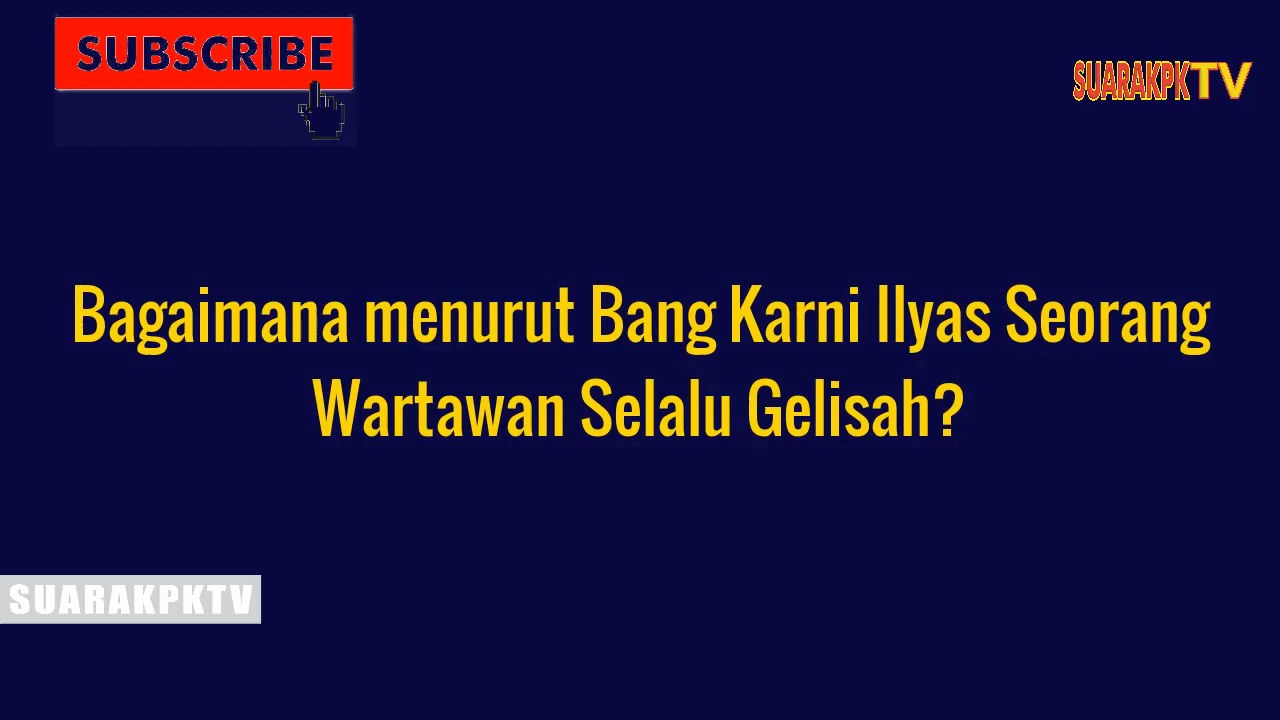 SUBSCRIBE
SUARAKPKTV
Bagaimana menurut Bang Karni Ilyas Seorang
Wartawan Selalu Gelisah?
SUARAKPKTV